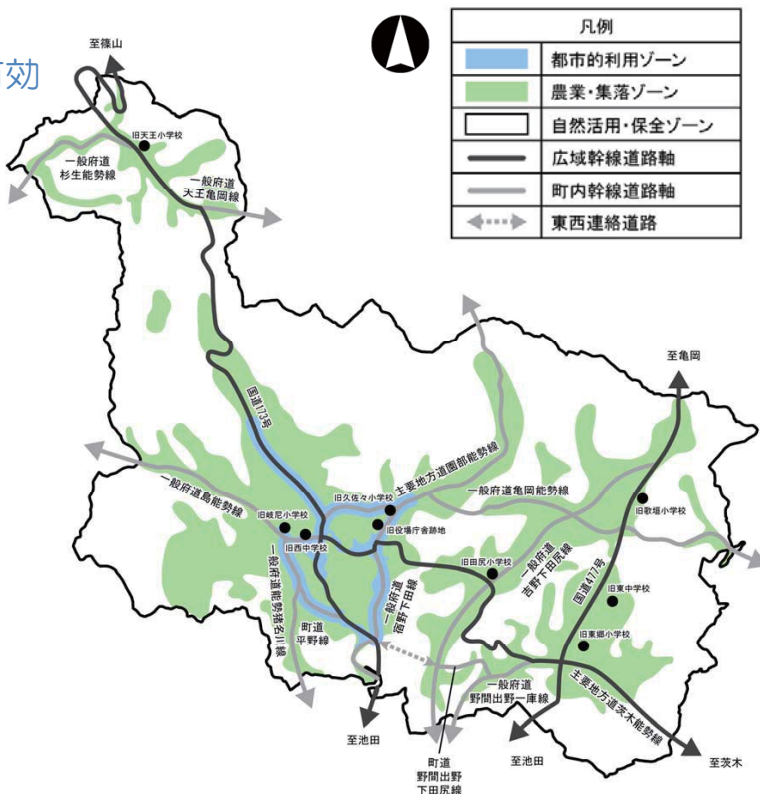 有効
至篠山
凡例
都市的利用ゾーン
農業・集落ゾーン
自然活用・保全ゾーン
広域幹線道路軸
町内幹線道路軸
東西連絡道路
旧天王小学校
一般府道
杉生能勢線
一般府道
天王亀岡線
至亀岡
国道173号
主要地方道園部能勢線
一般府道島能勢線
旧久佐々小学校
一般府道亀岡能勢線
旧歌垣小学校
旧岐尼小学校
旧役場庁舎跡地
旧西中学校
旧田尻小学校
一般府道
吉野下田尻線
国道477号
一般府道能勢猪名川線
町道
平野線
一般府道
宿野下田線
旧東中学校
旧東郷小学校
一般府道
野間出野一庫線
主要地方道茨木能勢線
至池田
町道
野間出野
下田尻線
至池田
至茨木